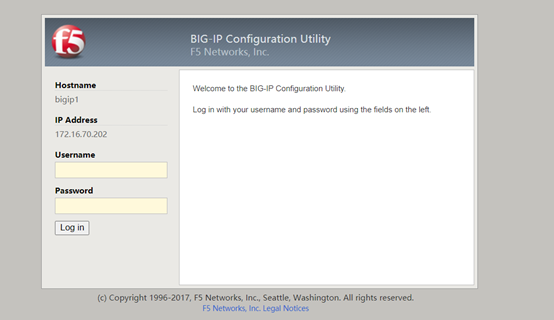 f5
BIG-IP Configuration Utility
F5 Networks, Inc.
Hostname
bigip1
IP Address
172.16.70.202
Username
Password
Log in
Welcome to the BIG-IP Configuration Utility.
Log in with your username and password using the fields on the left.
(c) Copyright 1996-2017, F5 Networks, Inc., Seattle, Washington. All rights reserved.
F5 Networks, Inc. Legal Notices